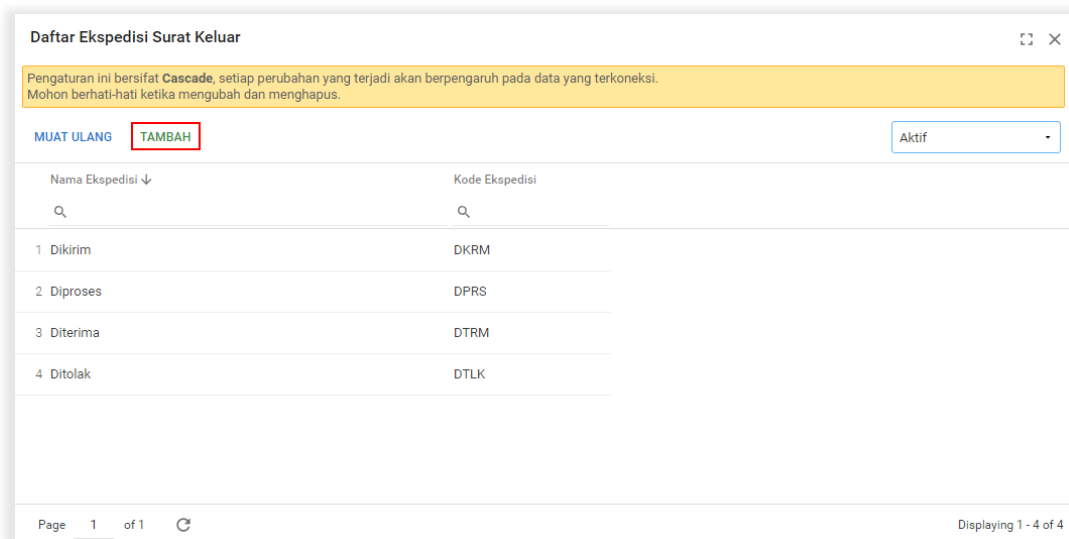 Daftar Ekspedisi Surat Keluar
Pengaturan ini bersifat Cascade, setiap perubahan yang terjadi akan berpengaruh pada data yang terkoneksi.
Mohon berhati-hati ketika mengubah dan menghapus.
MUAT ULANG TAMBAH Aktif
Nama Ekspedisi Kode Ekspedisi
1 Dikirim DKRM
2 Diproses DPRS
3 Diterima DTRM
4 Ditolak DTLK
Page 1 of 1 Displaying 1 - 4 of 4